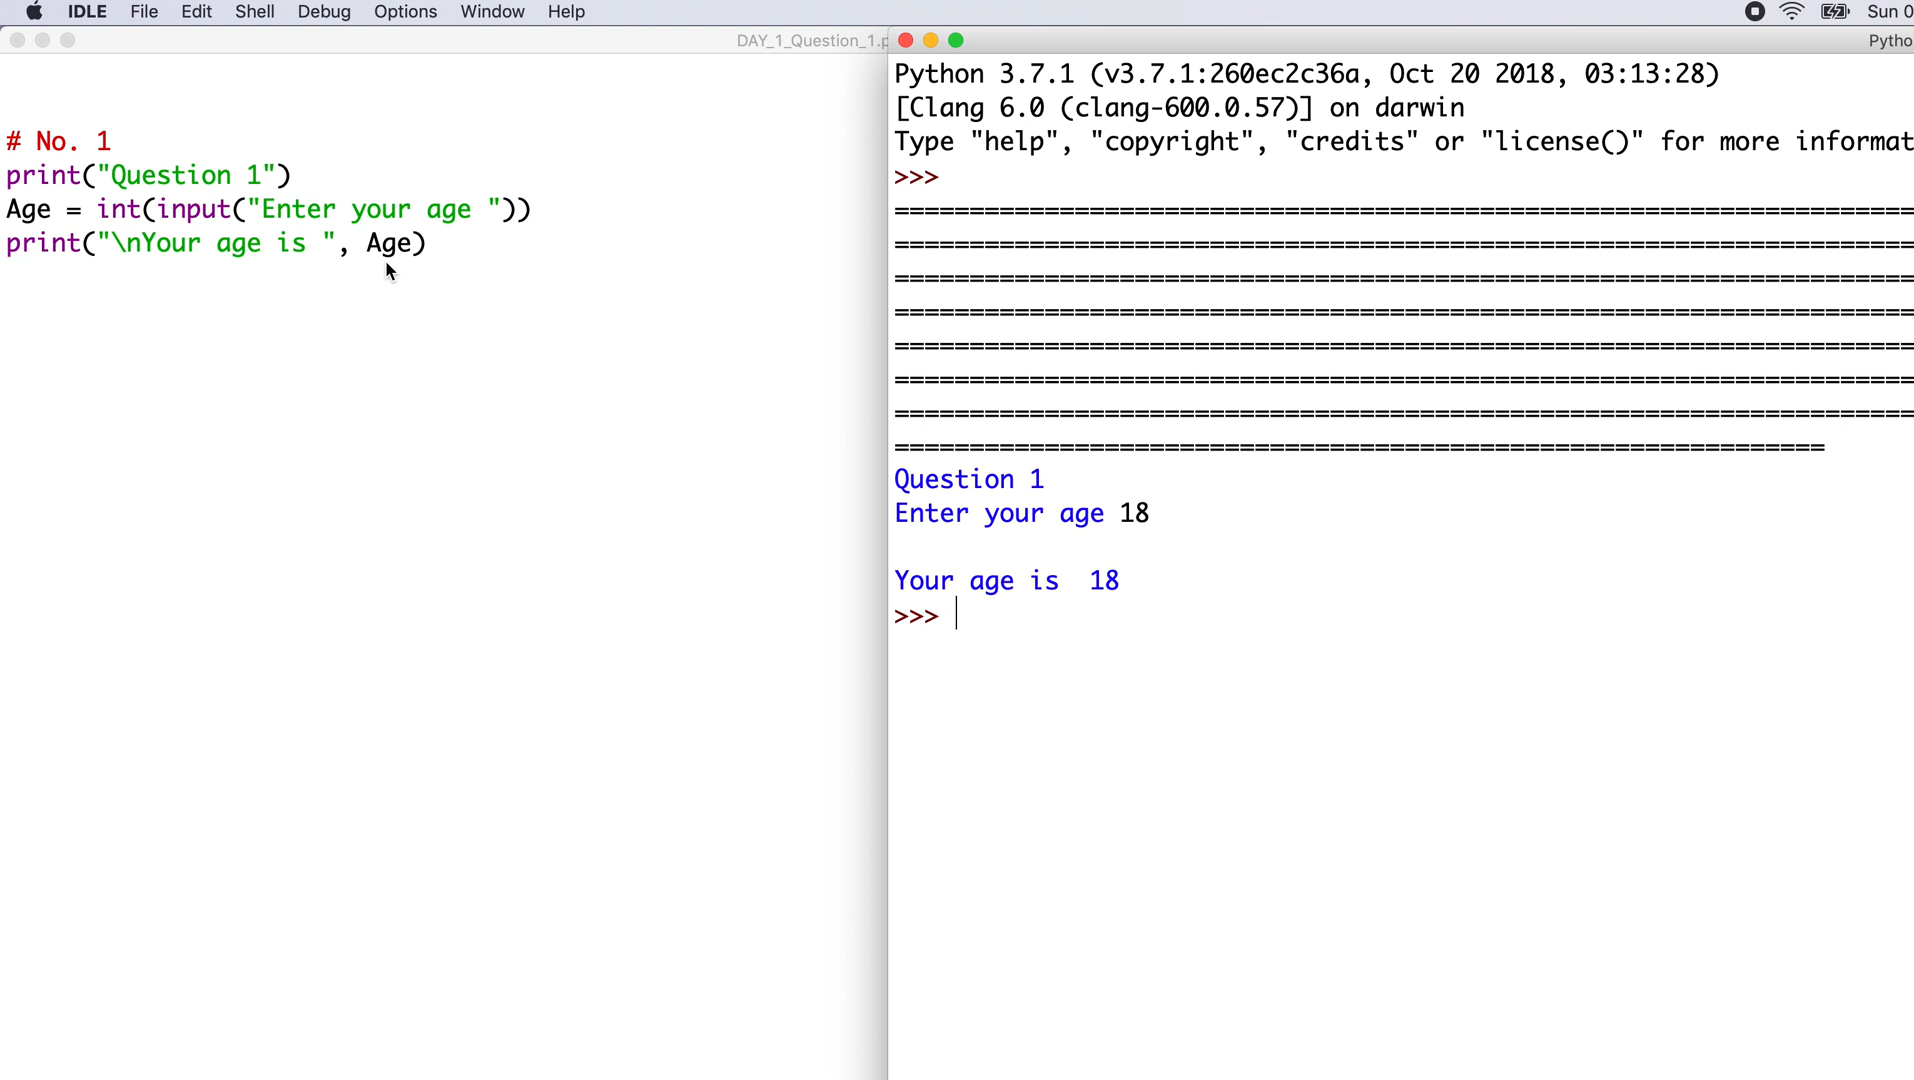 IDLE File Edit Shell Debug Options Window Help Sun 0
DAY_1_Question_1.p
# No. 1
print("Question 1")
Age = int(input("Enter your age "))
print("\nYour age is ", Age)
Pytho
Python 3.7.1 (v3.7.1:260ec2c36a, Oct 20 2018, 03:13:28)
[Clang 6.0 (clang-600.0.57)] on darwin
Type "help", "copyright", "credits" or "license()" for more informat
>>>
====================================================================
====================================================================
====================================================================
====================================================================
====================================================================
====================================================================
====================================================================
==============================================================
Question 1
Enter your age 18
Your age is  18
>>>